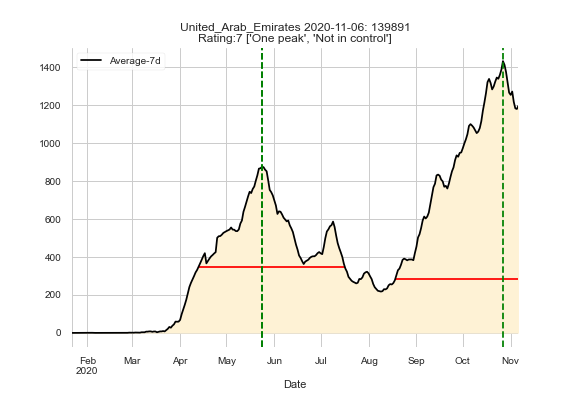 United_Arab_Emirates 2020-11-06: 139891
Rating:7 ['One peak', 'Not in control']
Average-7d
1400
1200
1000
800
600
400
200
0
Feb Mar Apr May Jun Jul Aug Sep Oct Nov
2020
Date